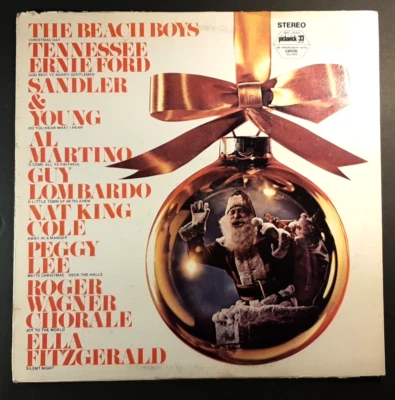 THE BEACH BOYS
CHRISTMAS DAY
TENNESSEE
ERNIE FORD
GOD REST YE MERRY GENTLEMEN
SANDLER
&
YOUNG
DO YOU HEAR WHAT I HEAR
AL
MARTINO
O COME, ALL YE FAITHFUL
GUY
LOMBARDO
O LITTLE TOWN OF BETHLEHEM
NAT KING
COLE
AWAY IN A MANGER
PEGGY
LEE
WHITE CHRISTMAS DECK THE HALLS
ROGER
WAGNER
CHORALE
JOY TO THE WORLD
ELLA
FITZGERALD
SILENT NIGHT
STEREO
pickwick 33